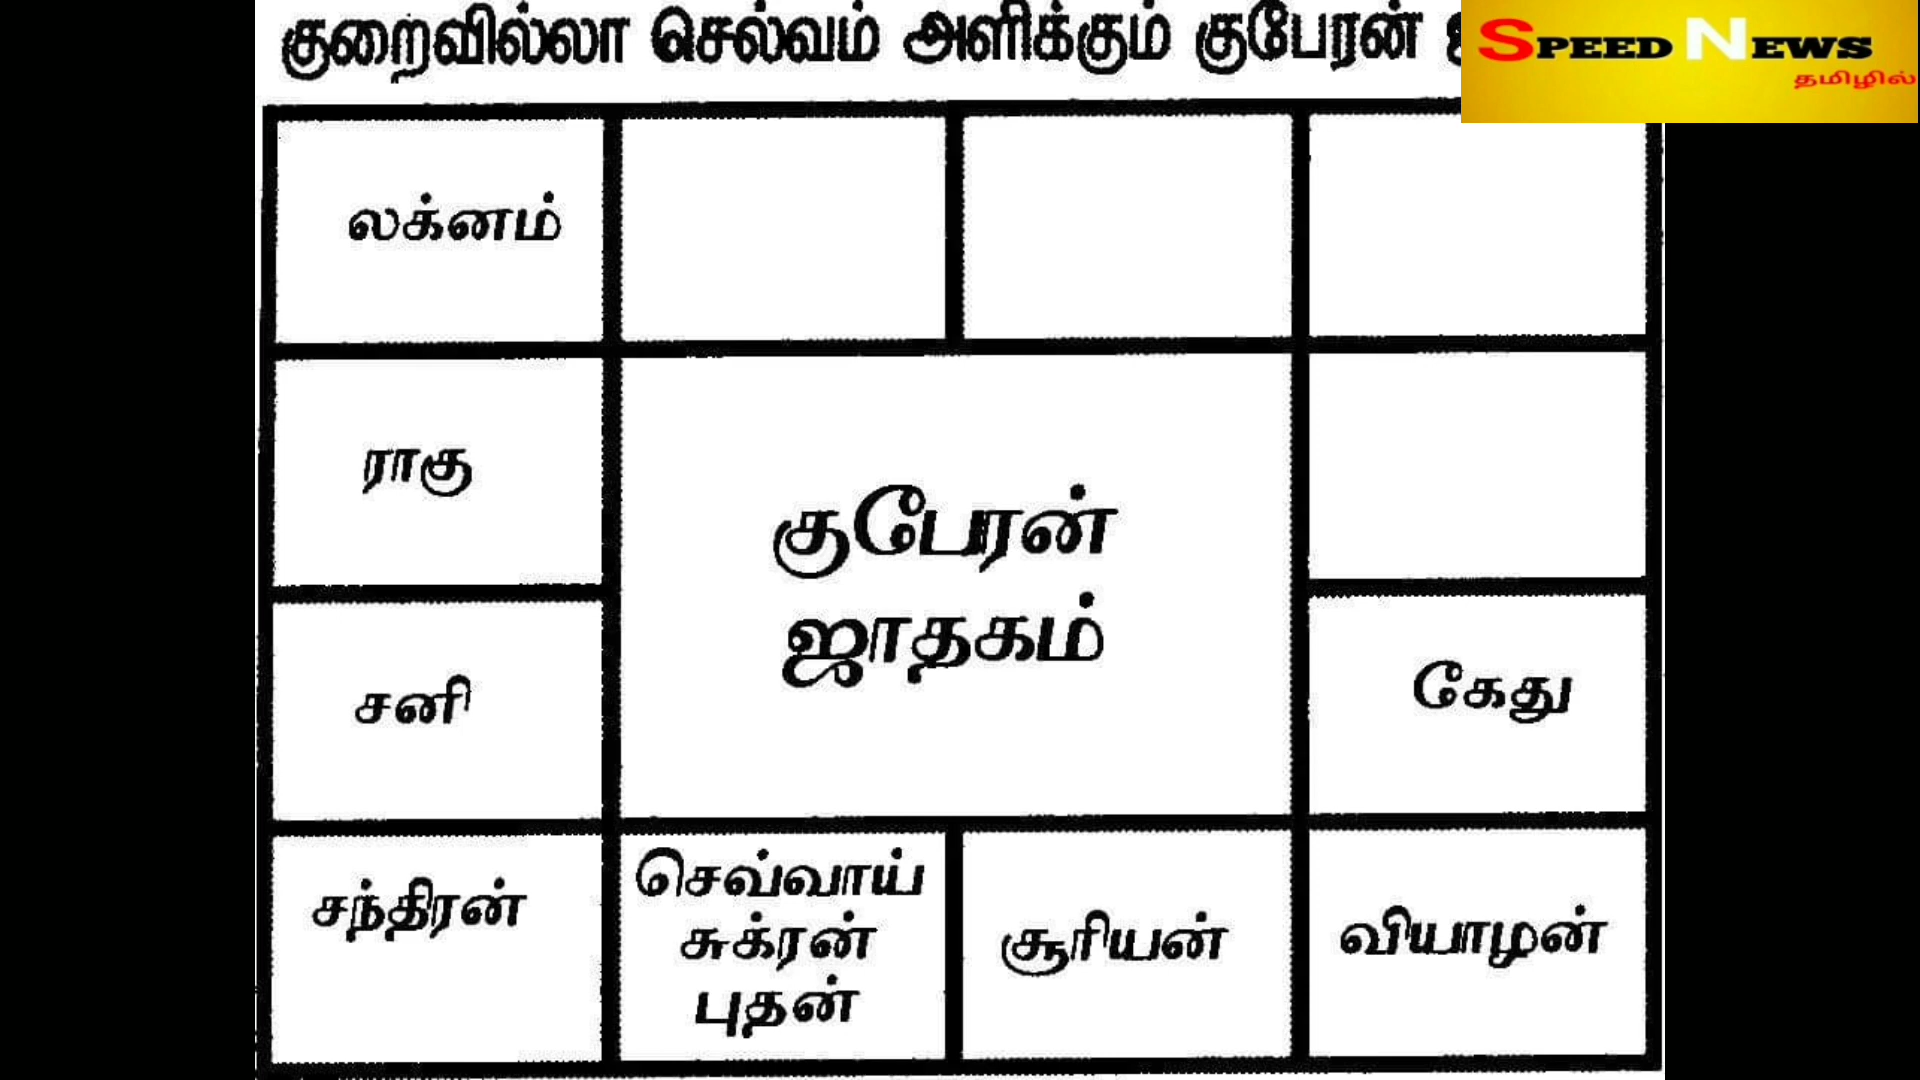 குறைவில்லா செல்வம் அளிக்கும் குபேரன்
SPEED NEWS
தமிழில்
லக்னம்
ராகு
குபேரன்
ஜாதகம்
சனி
கேது
சந்திரன்
செவ்வாய்
சுக்ரன்
புதன்
சூரியன்
வியாழன்